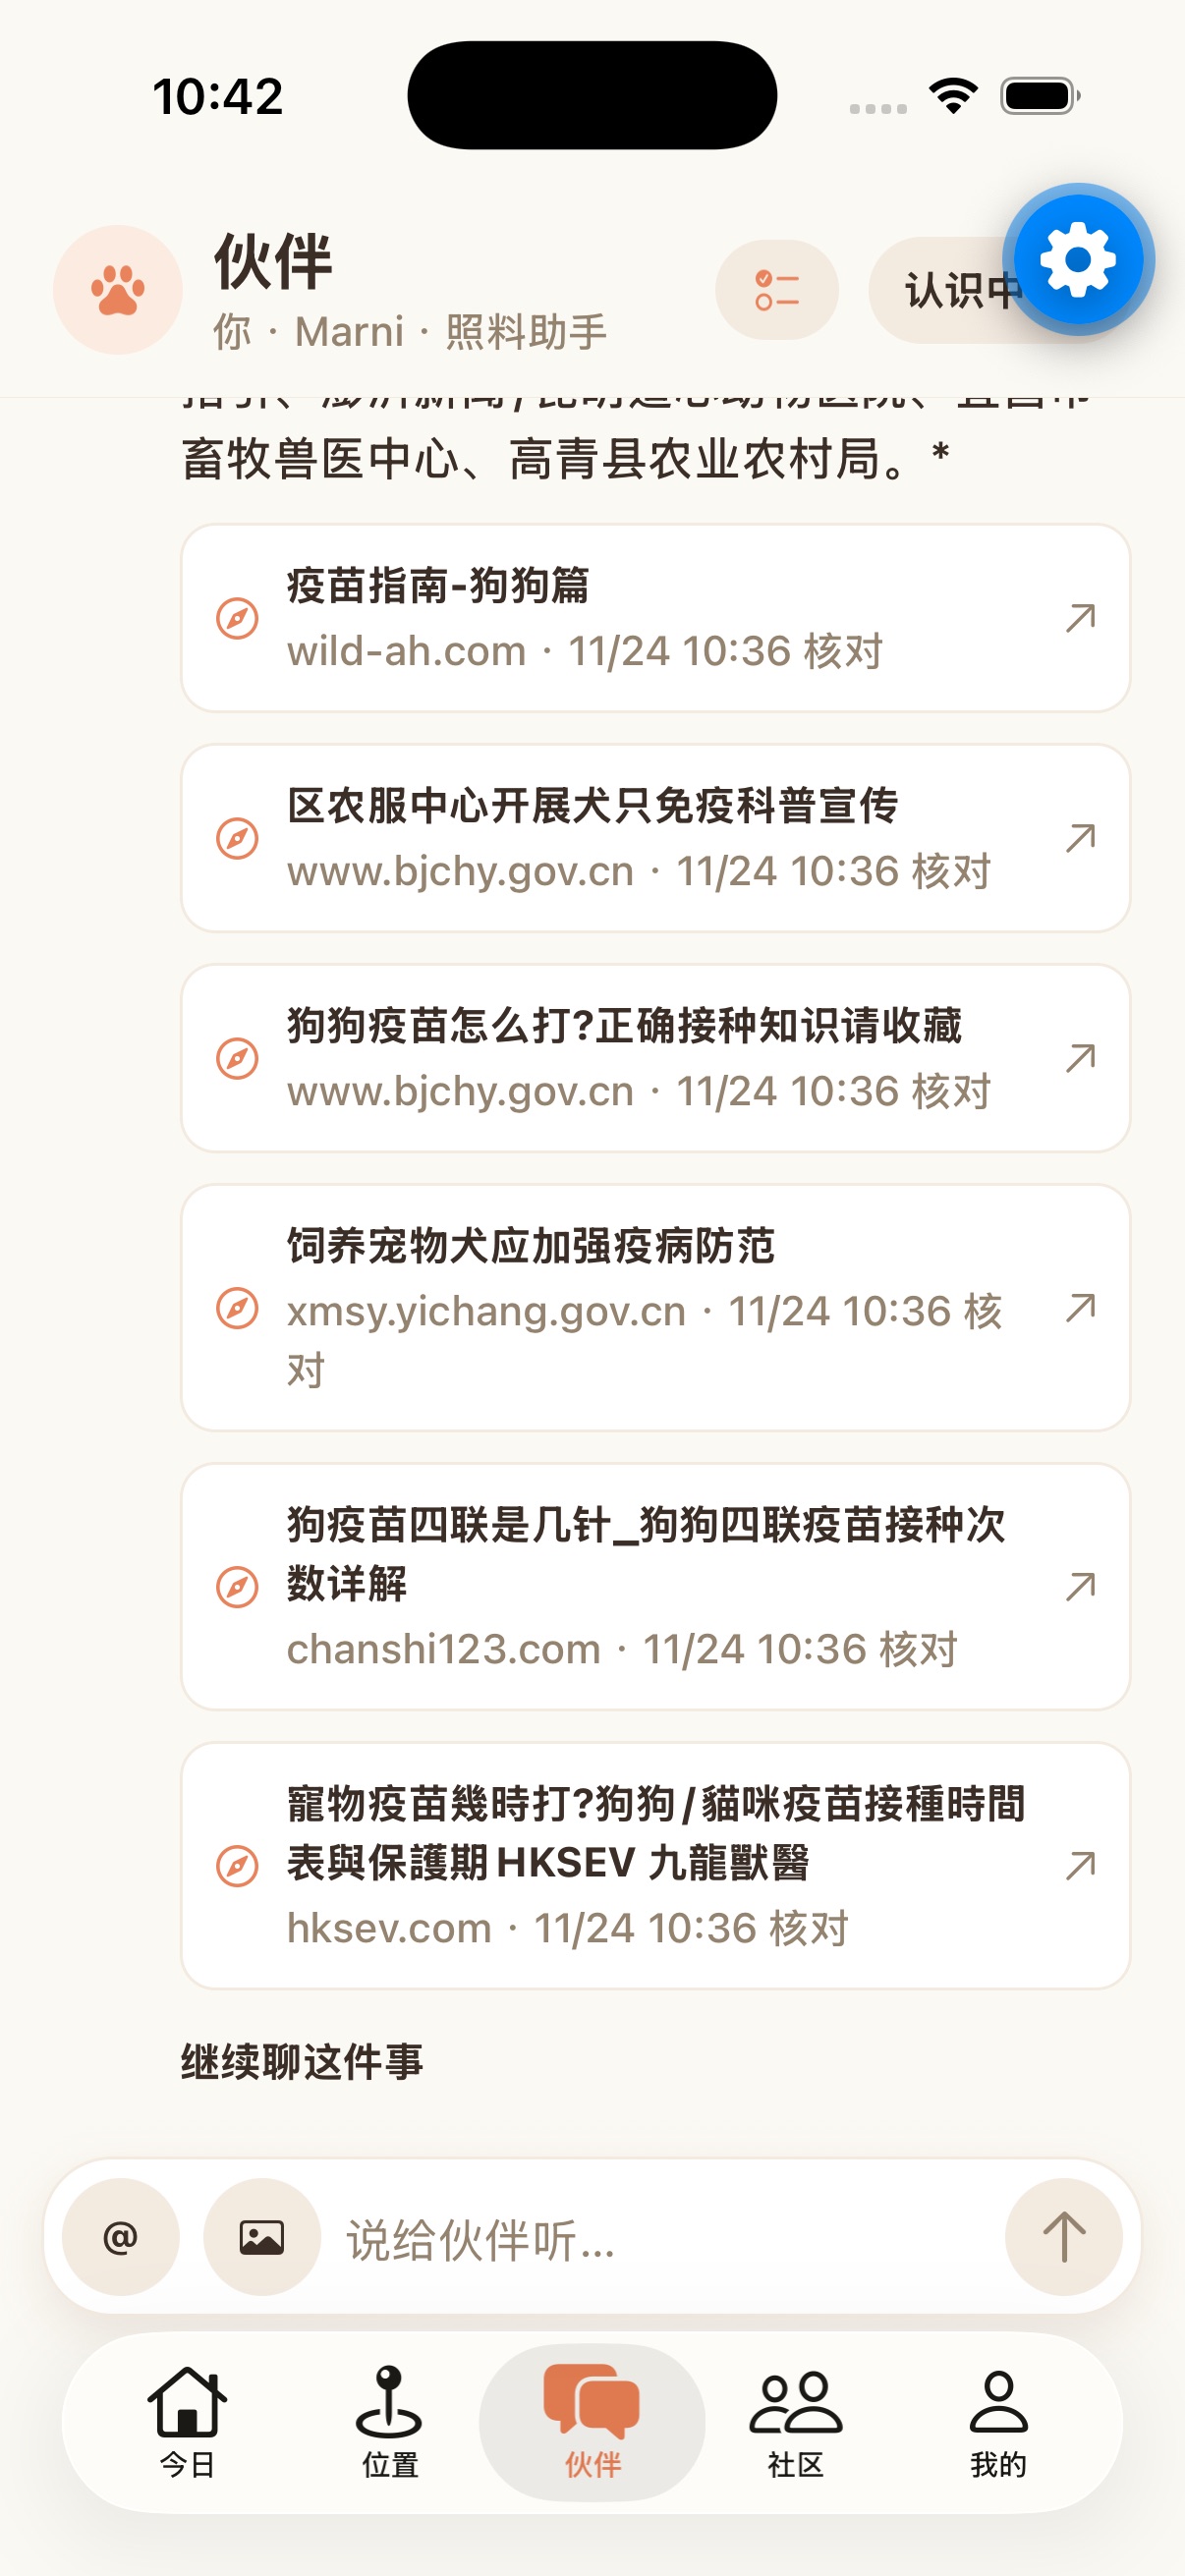 10:42
伙伴
你 · Marni · 照料助手
认识中
畜牧兽医中心、高青县农业农村局。*
疫苗指南-狗狗篇
wild-ah.com · 11/24 10:36 核对
区农服中心开展犬只免疫科普宣传
www.bjchy.gov.cn · 11/24 10:36 核对
狗狗疫苗怎么打?正确接种知识请收藏
www.bjchy.gov.cn · 11/24 10:36 核对
饲养宠物犬应加强疫病防范
xmsy.yichang.gov.cn · 11/24 10:36 核
对
狗疫苗四联是几针_狗狗四联疫苗接种次
数详解
chanshi123.com · 11/24 10:36 核对
寵物疫苗幾時打?狗狗/貓咪疫苗接種時間
表與保護期 HKSEV 九龍獸醫
hksev.com · 11/24 10:36 核对
继续聊这件事
@
说给伙伴听...
今日
位置
伙伴
社区
我的